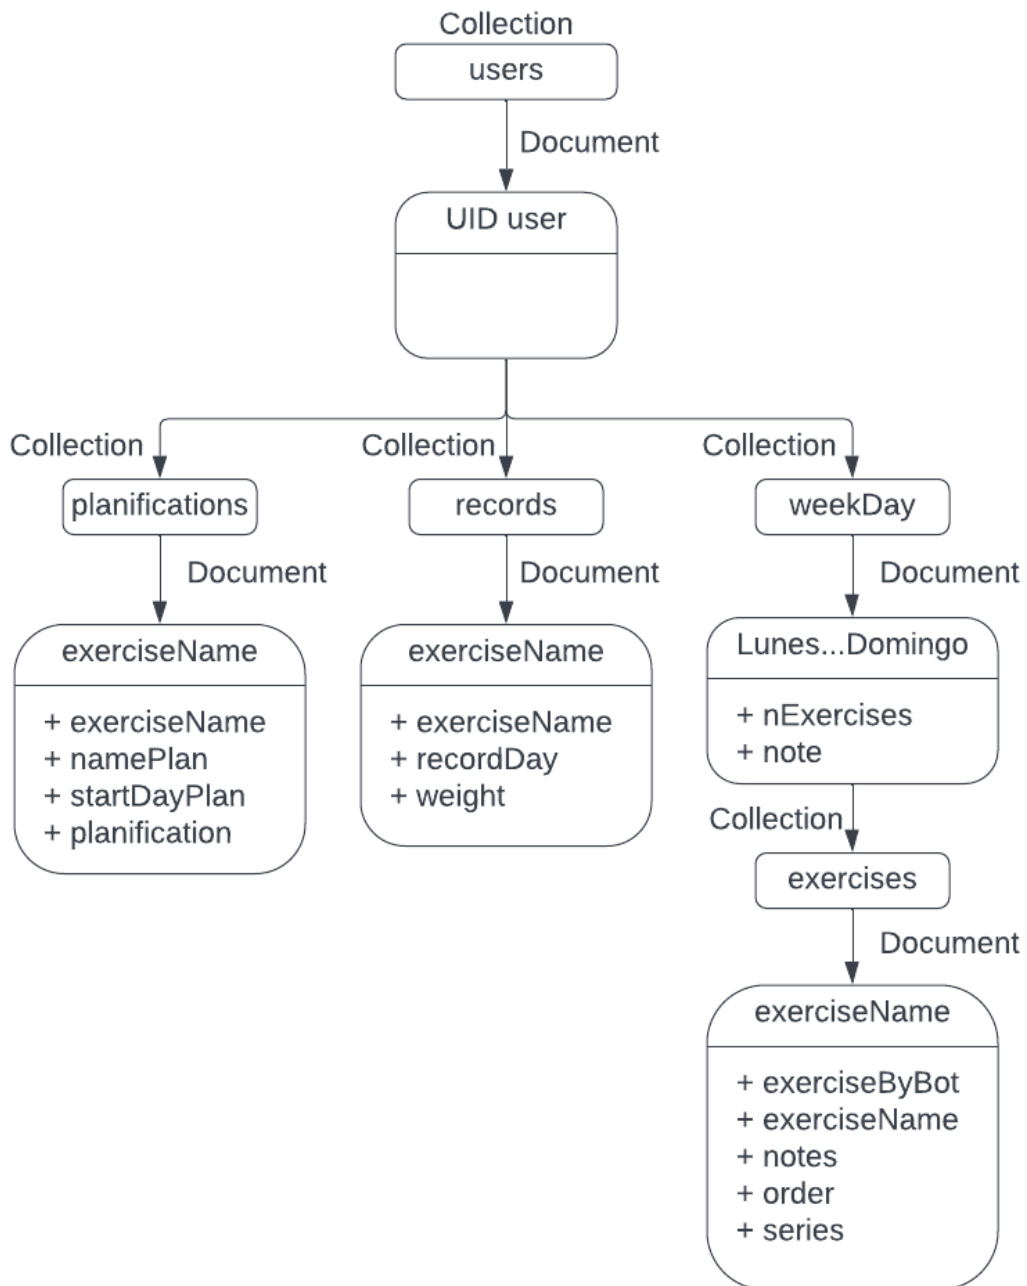 Collection
users
Document
UID user
Collection
Collection
Collection
planifications
records
weekDay
Document
Document
Document
exerciseName
+ exerciseName
+ namePlan
+ startDayPlan
+ planification
exerciseName
+ exerciseName
+ recordDay
+ weight
Lunes...Domingo
+ nExercises
+ note
Collection
exercises
Document
exerciseName
+ exerciseByBot
+ exerciseName
+ notes
+ order
+ series